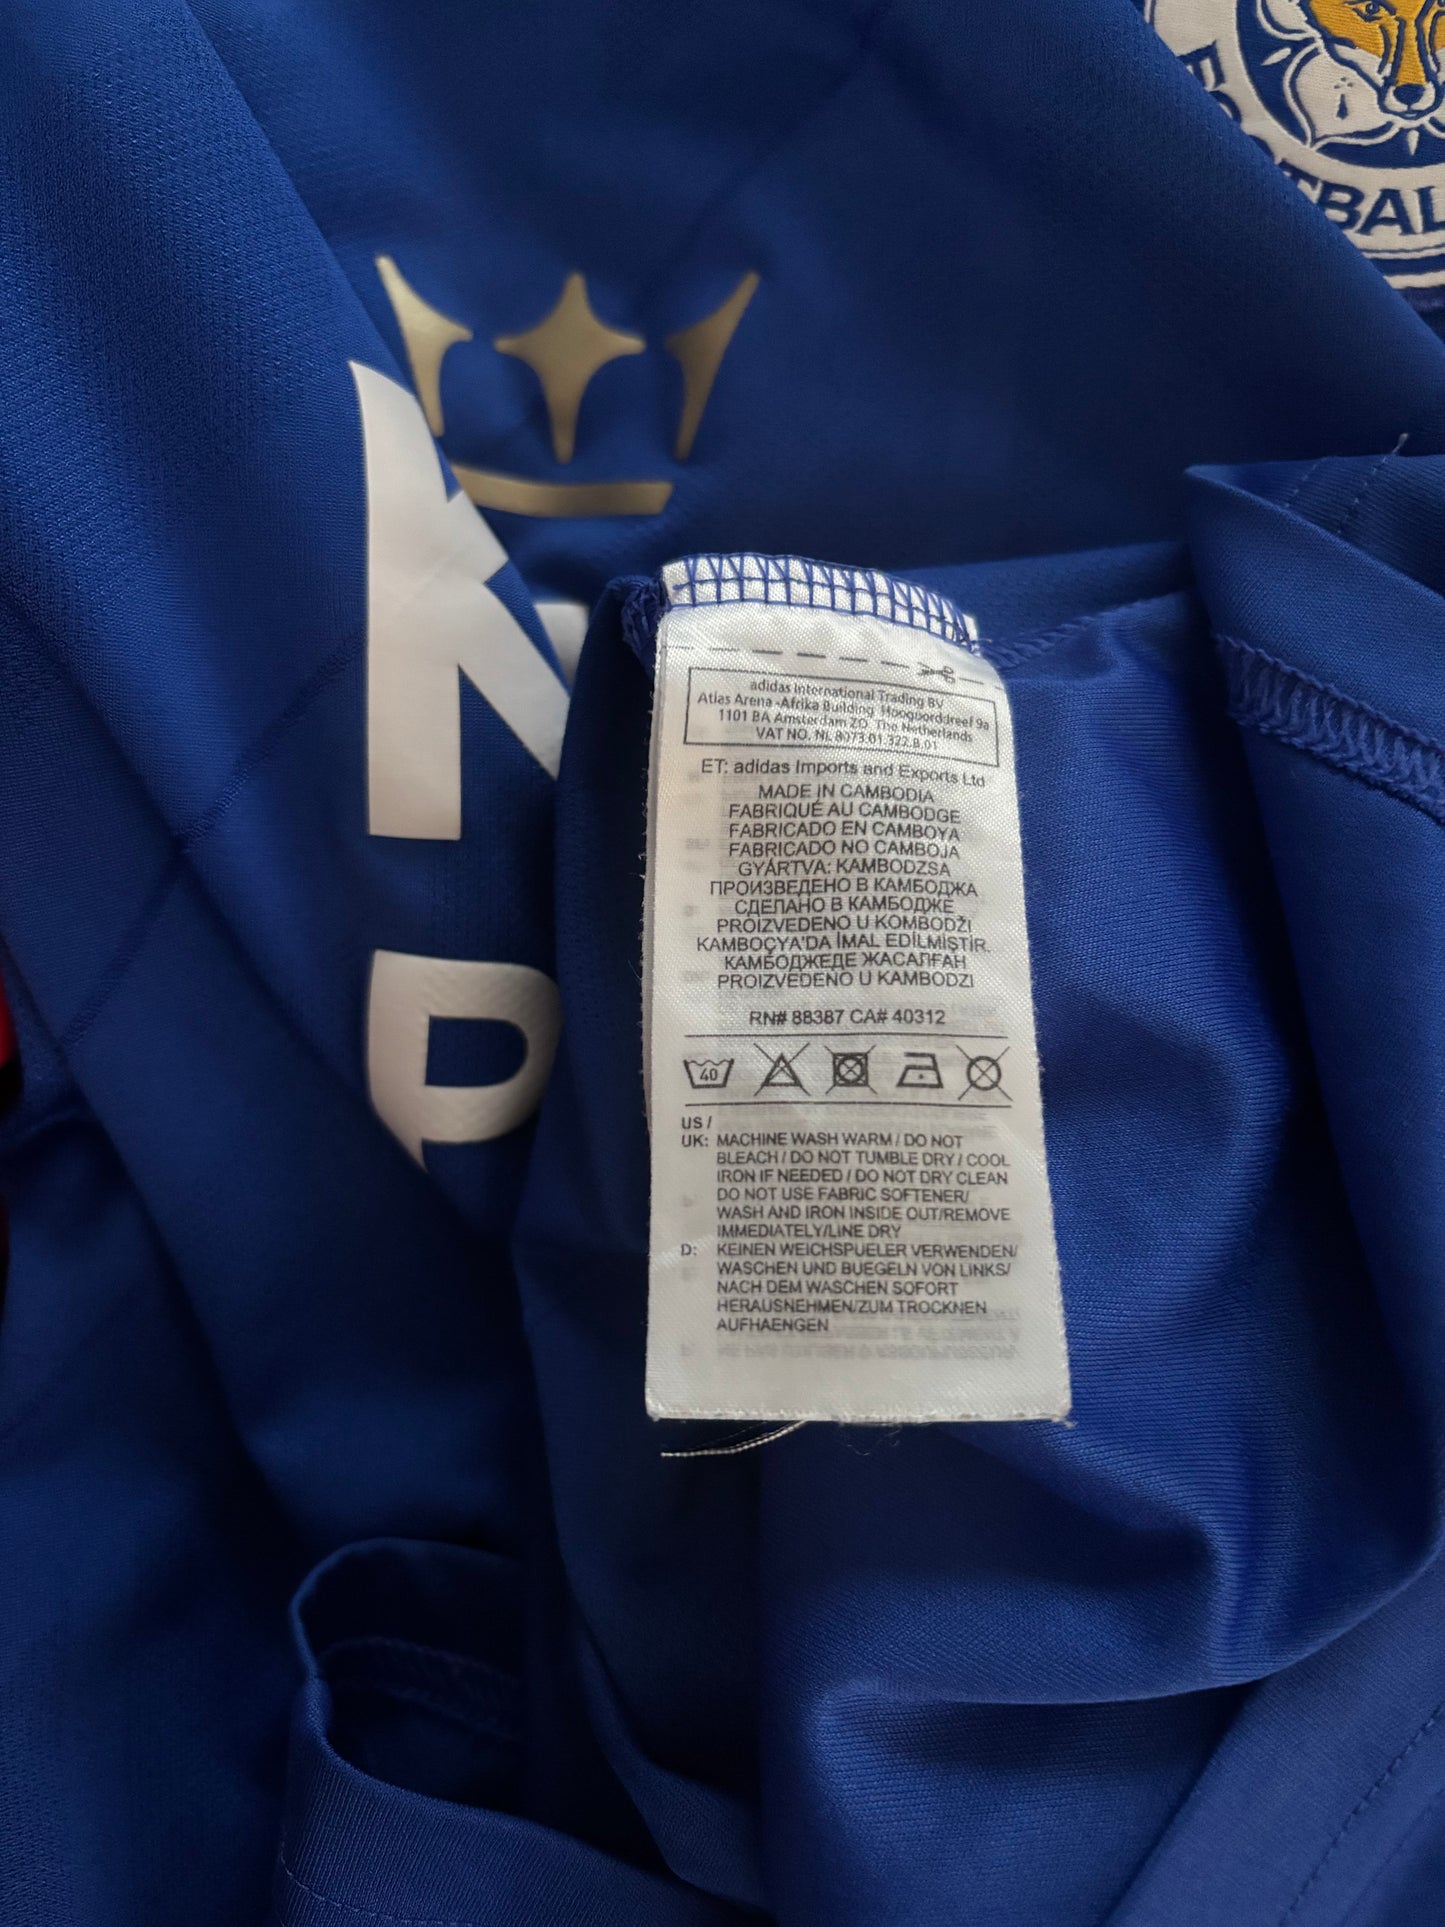 TBAL
K
P
adidas International Trading BV
Atlas Arena -Afrika Building Hoogoorddreef 9a
1101 BA Amsterdam ZO. The Netherlands
VAT NO. NL 8073.01.322.B.01
ET: adidas Imports and Exports Ltd
MADE IN CAMBODIA
FABRIQUÉ AU CAMBODGE
FABRICADO EN CAMBOYA
FABRICADO NO CAMBOJA
GYÁRTVA: KAMBODZSA
ПРОИЗВЕДЕНО В КАМБОДЖА
СДЕЛАНО В КАМБОДЖЕ
PROIZVEDENO U KOMBODŽI
KAMBOÇYA'DA İMAL EDİLMİŞTİR.
КАМБОДЖЕДЕ ЖАСАЛҒАН
PROIZVEDENO U KAMBODZI
RN# 88387 CA# 40312
40
US /
UK: MACHINE WASH WARM / DO NOT
BLEACH / DO NOT TUMBLE DRY / COOL
IRON IF NEEDED / DO NOT DRY CLEAN
DO NOT USE FABRIC SOFTENER/
WASH AND IRON INSIDE OUT/REMOVE
IMMEDIATELY/LINE DRY
D: KEINEN WEICHSPUELER VERWENDEN/
WASCHEN UND BUEGELN VON LINKS/
NACH DEM WASCHEN SOFORT
HERAUSNEHMEN/ZUM TROCKNEN
AUFHAENGEN